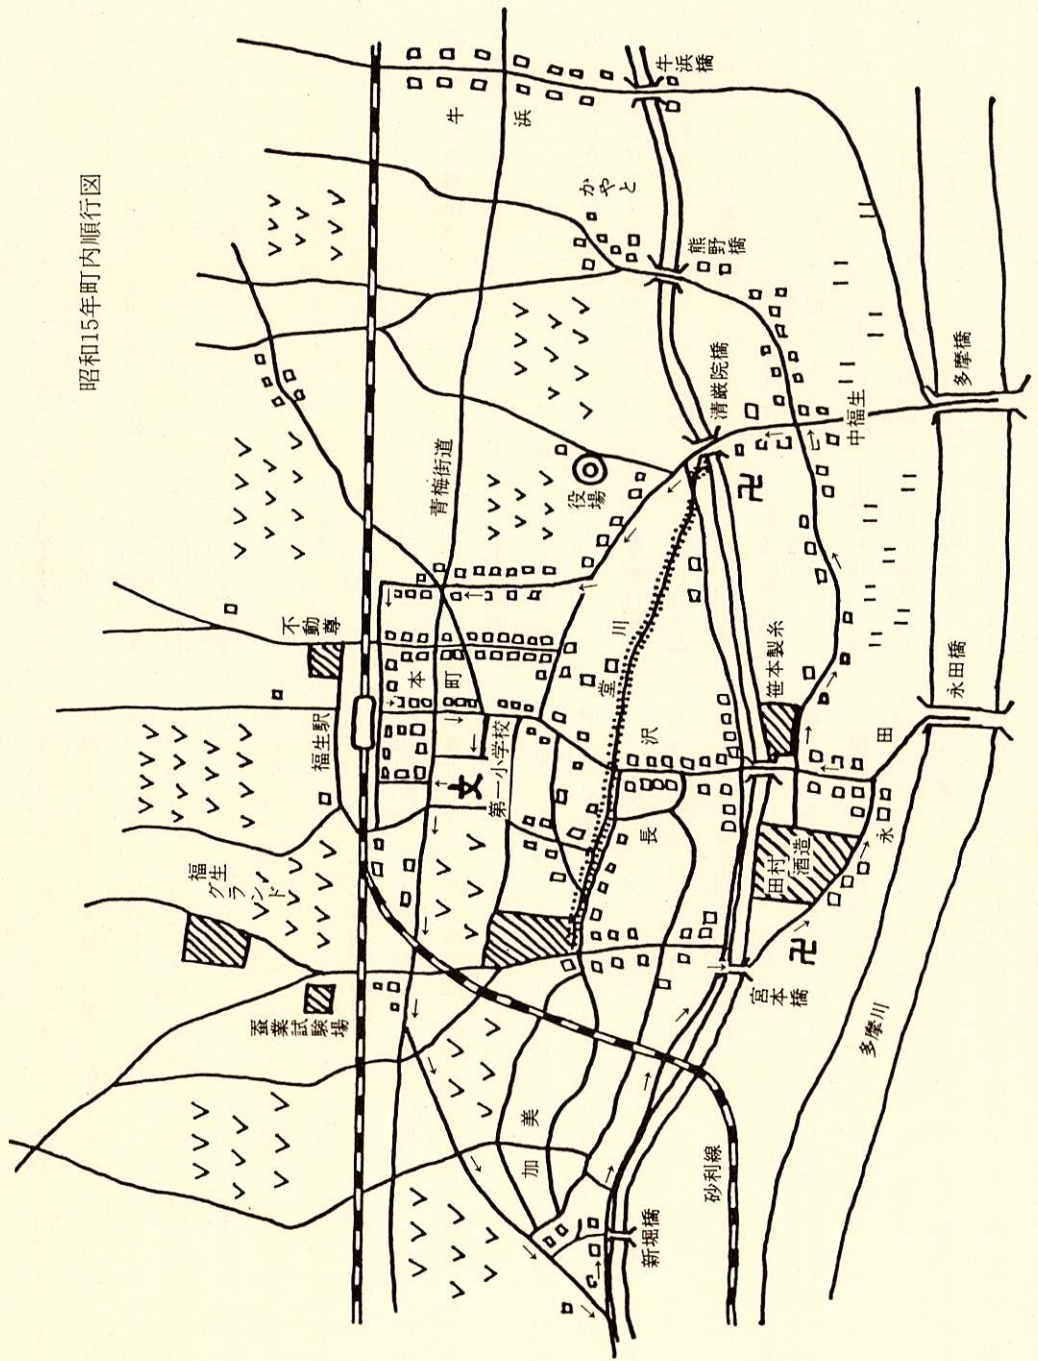 昭和15年町内順行図
牛浜
牛浜橋
かやと
熊野橋
清厳院橋
中福生
多摩橋
青梅街道
役場
不動尊
本町
堂川
笹本製糸
永田橋
福生駅
第一小学校
長沢
永田
田村
酒造
福生
グランド
蚕業試験場
宮本橋
多摩川
加美
新堀橋
砂利線